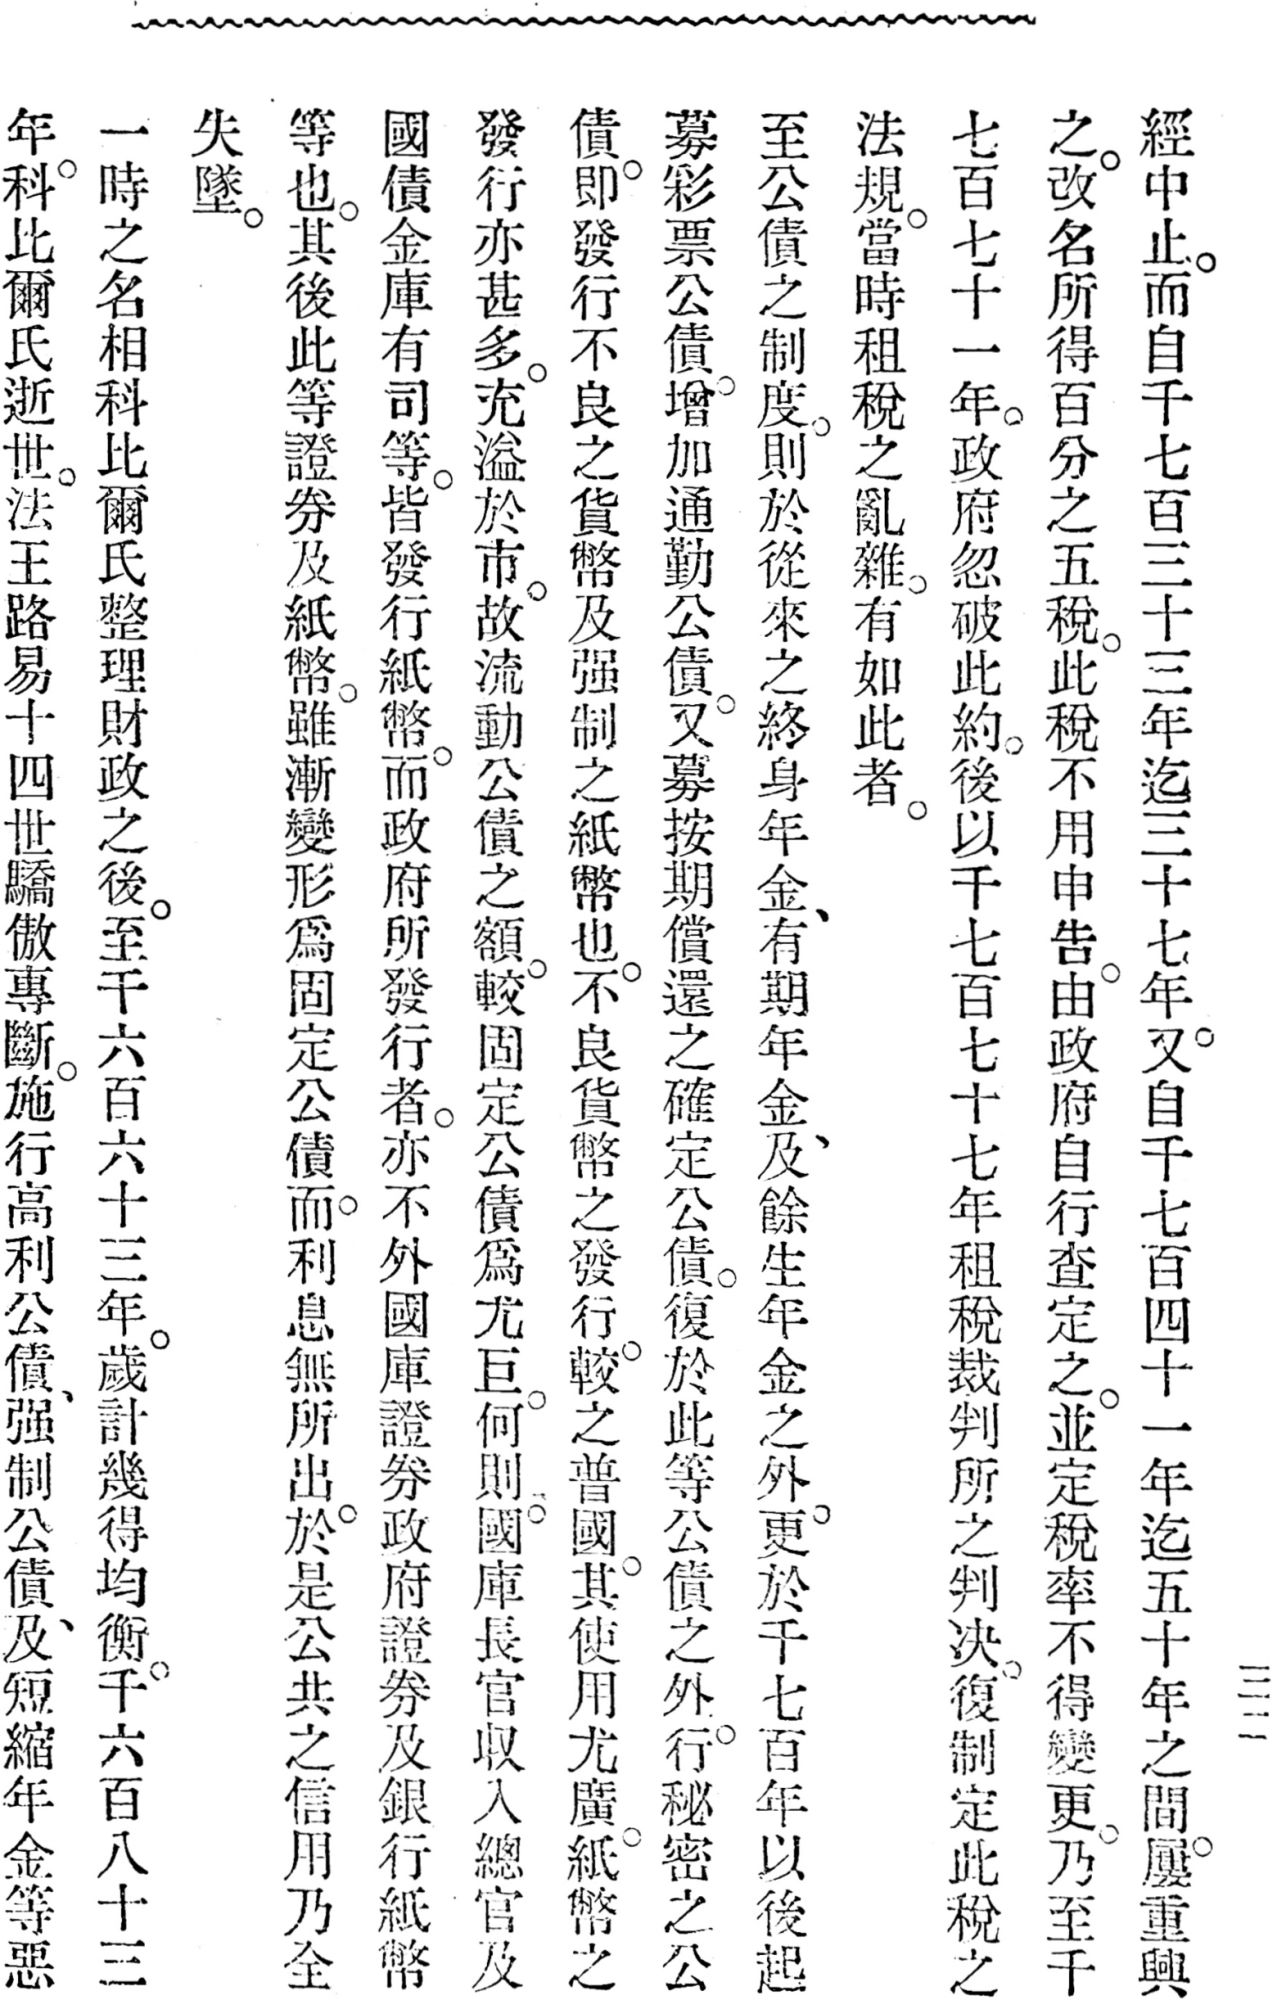 三二
經中止。而自千七百三十三年迄三十七年。又自千七百四十一年迄五十年之間。屢重興
之。改名所得百分之五稅。此稅不用申告。由政府自行查定之。並定稅率不得變更。乃至千
七百七十一年。政府忽破此約。後以千七百七十七年租稅裁判所之判决。復制定此稅之
法規。當時租稅之亂雜。有如此者。
至公債之制度。則於從來之終身年金、有期年金、及餘生年金之外。更於千七百年以後起
募彩票公債。增加通勤公債。又募按期償還之確定公債。復於此等公債之外。行秘密之公
債。即發行不良之貨幣及强制之紙幣也。不良貨幣之發行。較之普國。其使用尤廣。紙幣之
發行亦甚多。充溢於市。故流動公債之額。較固定公債爲尤巨。何則。國庫長官收入總官及
國債金庫有司等。皆發行紙幣。而政府所發行者。亦不外國庫證券政府證券及銀行紙幣
等也。其後此等證券及紙幣。雖漸變形爲固定公債。而利息無所出。於是公共之信用乃全
失墜。
一時之名相科比爾氏整理財政之後。至千六百六十三年。歲計幾得均衡。千六百八十三
年。科比爾氏逝世。法王路易十四世驕傲專斷。施行高利公債、强制公債、及短縮年金等惡